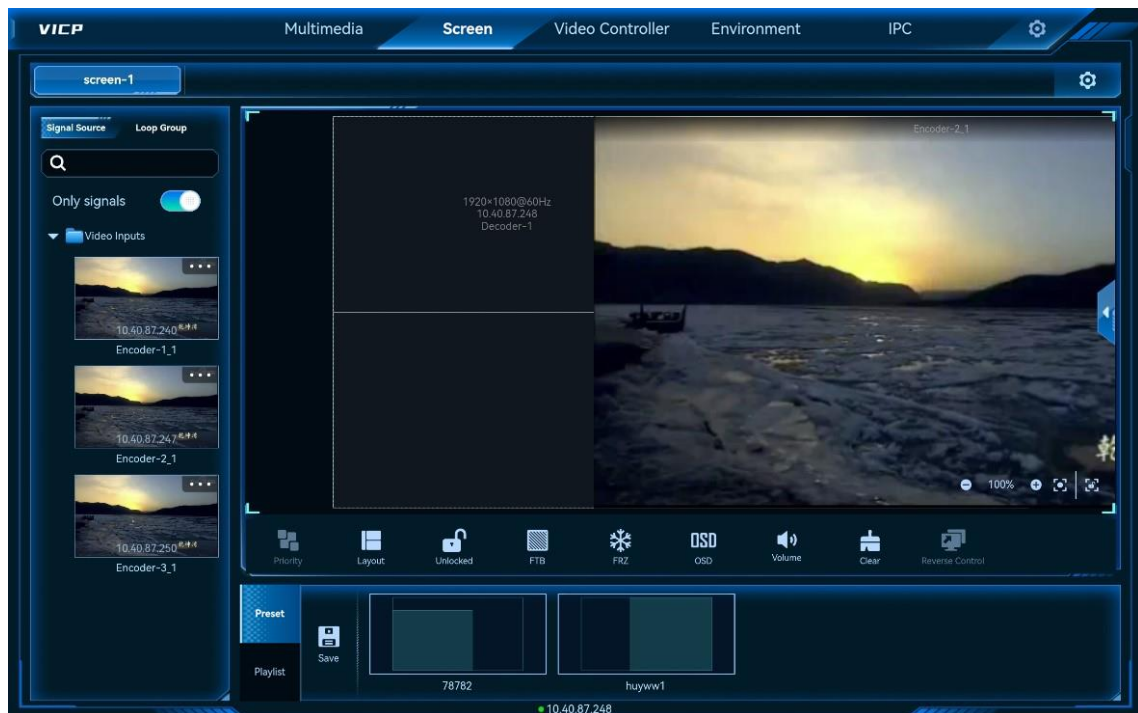 VICP
Multimedia
Screen
Video Controller
Environment
IPC
screen-1
Signal Source
Loop Group
Only signals
Video Inputs
10.40.87.240
Encoder-1_1
10.40.87.247
Encoder-2_1
10.40.87.250
Encoder-3_1
1920×1080@60Hz
10.40.87.248
Decoder-1
Encoder-2_1
乾
100%
Priority
Layout
Unlocked
FTB
FRZ
OSD
OSD
Volume
Clear
Reverse Control
Preset
Playlist
Save
78782
huyww1
10.40.87.248